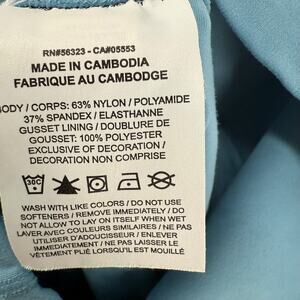 RN#56323 - CA#05553
MADE IN CAMBODIA
FABRIQUE AU CAMBODGE
BODY / CORPS: 63% NYLON / POLYAMIDE
37% SPANDEX / ELASTHANNE
GUSSET LINING / DOUBLURE DE
GOUSSET: 100% POLYESTER
EXCLUSIVE OF DECORATION /
DECORATION NON COMPRISE
30C
WASH WITH LIKE COLORS / DO NOT USE
SOFTENERS / REMOVE IMMEDIATELY / DO
NOT ALLOW TO LAY ON ITSELF WHEN WET
LAVER AVEC COULEURS SIMILAIRES / PAS
UTILISER D'ADOUCISSEUR / ENLEVER
IMMEDIATEMENT / NE PAS LAISSER LE
VÊTEMENT PLIÉ LORSQU'IL EST MOUILLÉ